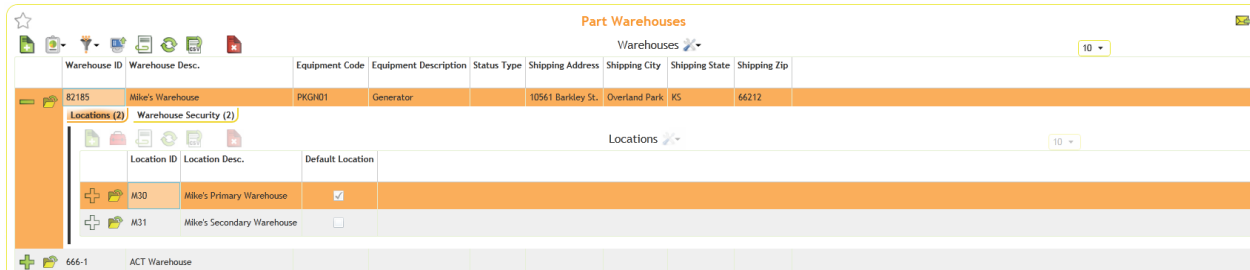 Part Warehouses
Warehouses
10
Warehouse ID Warehouse Desc. Equipment Code Equipment Description Status Type Shipping Address Shipping City Shipping State Shipping Zip
82185 Mike's Warehouse PKGN01 Generator 10561 Barkley St. Overland Park KS 66212
Locations (2) Warehouse Security (2)
Locations
10
Location ID Location Desc. Default Location
M30 Mike's Primary Warehouse
M31 Mike's Secondary Warehouse
666-1 ACT Warehouse